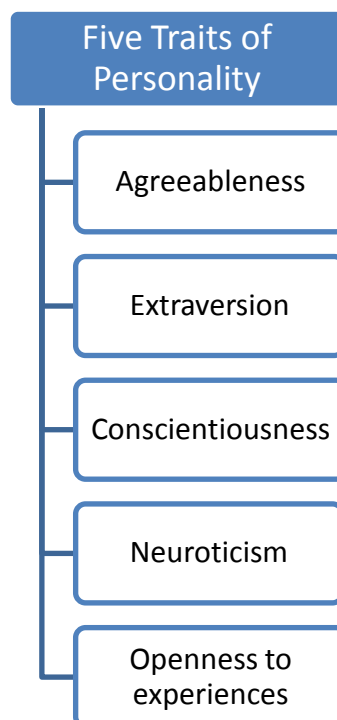 Five Traits of
Personality
Agreeableness
Extraversion
Conscientiousness
Neuroticism
Openness to
experiences